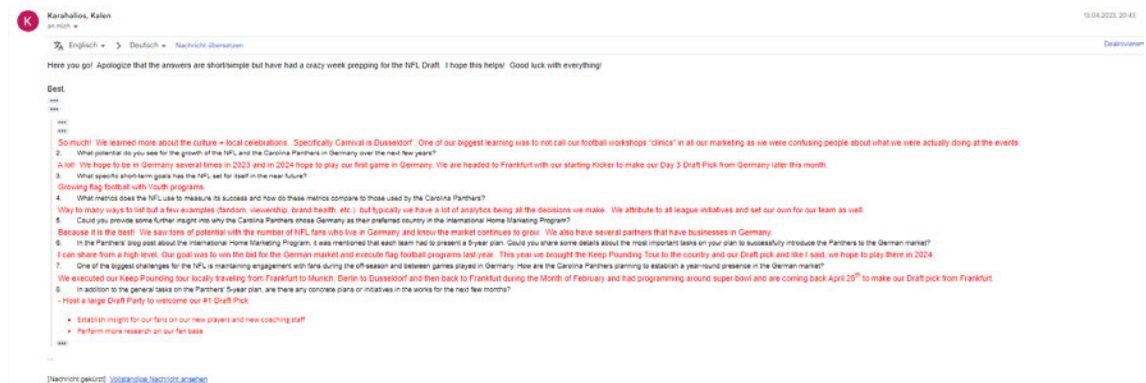 K
Karahalios, Kalen
an mich
13.04.2023, 20:43
Englisch > Deutsch Nachricht übersetzen
Here you go! Apologize that the answers are short/simple but have had a crazy week prepping for the NFL Draft. I hope this helps! Good luck with everything!
Best,
So much! We learned more about the culture + local celebrations. Specifically Carnival is Dusseldorf. One of our biggest learning was to not call our football workshops "clinics" in all our marketing as we were confusing people about what we were actually doing at the events.
2. What potential do you see for the growth of the NFL and the Carolina Panthers in Germany over the next few years?
A lot! We hope to be in Germany several times in 2023 and in 2024 hope to play our first game in Germany. We are headed to Frankfurt with our starting Kicker to make our Day 3 Draft Pick from Germany later this month.
3. What specific short-term goals has the NFL set for itself in the near future?
Growing flag football with Youth programs.
4. What metrics does the NFL use to measure its success and how do these metrics compare to those used by the Carolina Panthers?
Way to many ways to list but a few examples (fandom, viewership, brand health, etc.) but typically we have a lot of analytics being all the decisions we make. We attribute to all league initiatives and set our own for our team as well.
5. Could you provide some further insight into why the Carolina Panthers chose Germany as their preferred country in the International Home Marketing Program?
Because it is the best! We saw tons of potential with the number of NFL fans who live in Germany and know the market continues to grow. We also have several partners that have businesses in Germany.
6. In the Panthers' blog post about the International Home Marketing Program, it was mentioned that each team had to present a 5-year plan. Could you share some details about the most important tasks on your plan to successfully introduce the Panthers to the German market?
I can share from a high level. Our goal was to win the bid for the German market and execute flag football programs last year. This year we brought the Keep Pounding Tour to the country and our Draft pick and like I said, we hope to play there in 2024.
7. One of the biggest challenges for the NFL is maintaining engagement with fans during the off-season and between games played in Germany. How are the Carolina Panthers planning to establish a year-round presence in the German market?
We executed our Keep Pounding tour locally traveling from Frankfurt to Munich, Berlin to Dusseldorf and then back to Frankfurt during the Month of February and had programming around super bowl and are coming back April 28th to make our Draft pick from Frankfurt.
8. In addition to the general tasks on the Panthers' 5-year plan, are there any concrete plans or initiatives in the works for the next few months?
- Host a large Draft Party to welcome our #1 Draft Pick
• Establish insight for our fans on our new players and new coaching staff
• Perform more research on our fan base
[Nachricht gekürzt] Vollständige Nachricht ansehen